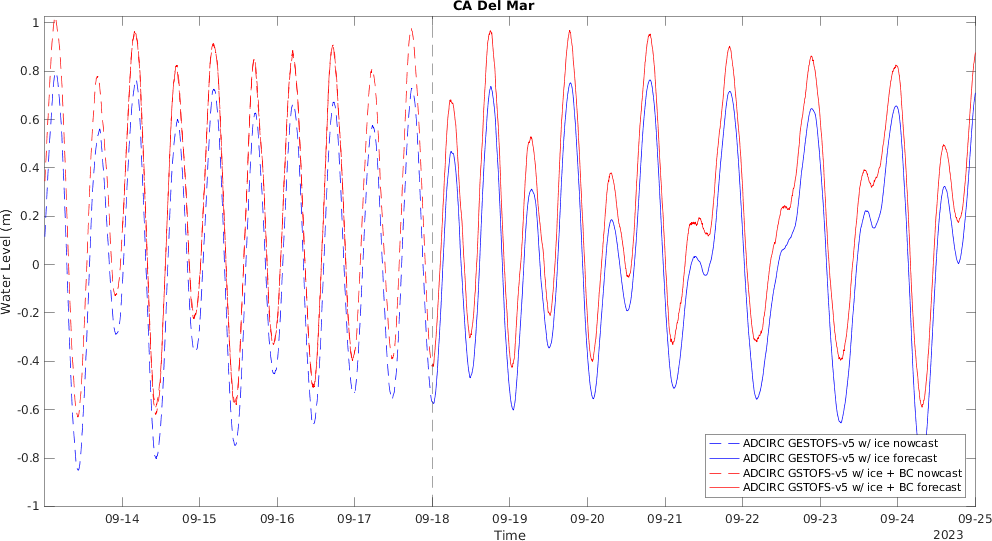 CA Del Mar
1
0.8
0.6
0.4
0.2
0
-0.2
-0.4
-0.6
-0.8
-1
Water Level (m)
09-14 09-15 09-16 09-17 09-18 09-19 09-20 09-21 09-22 09-23 09-24 09-25
Time
2023
ADCIRC GESTOFS-v5 w/ ice nowcast
ADCIRC GESTOFS-v5 w/ ice forecast
ADCIRC GSTOFS-v5 w/ ice + BC nowcast
ADCIRC GSTOFS-v5 w/ ice + BC forecast